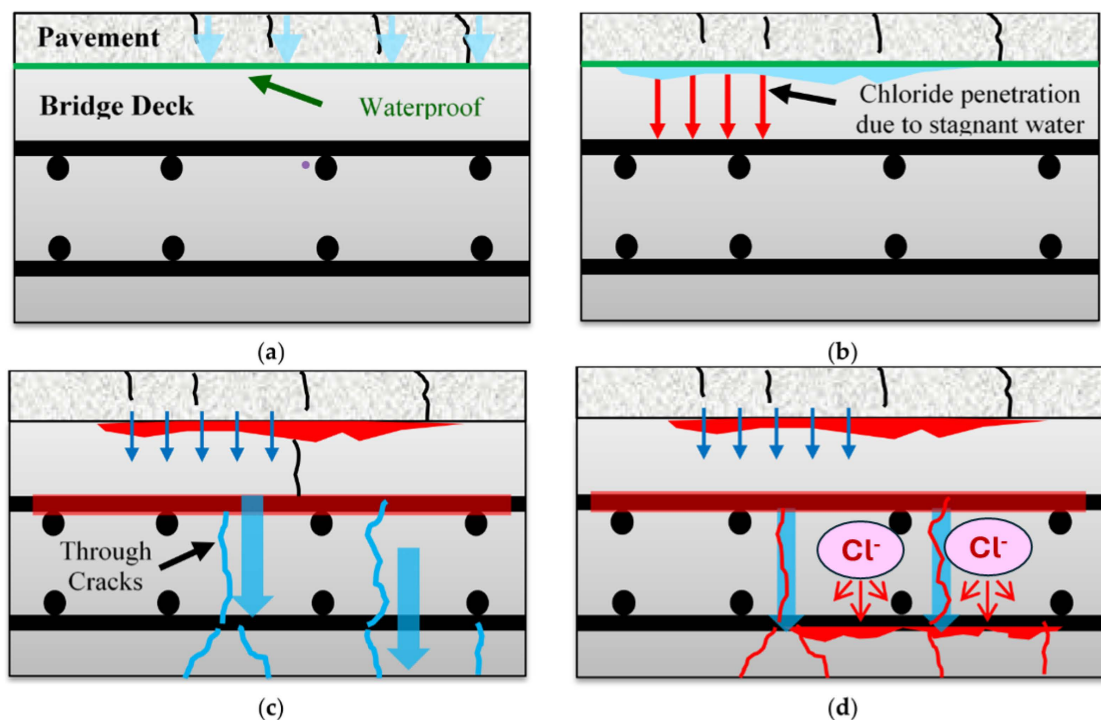 Pavement
Waterproof
Bridge Deck
(a)
Chloride penetration
due to stagnant water
(b)
Through
Cracks
(c)
Cl-
Cl-
(d)